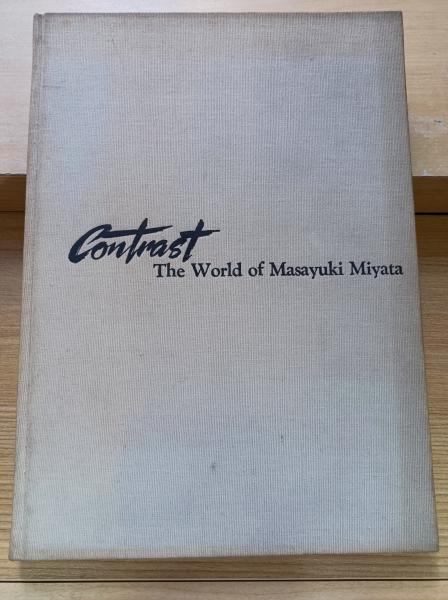 Contrast
The World of Masayuki Miyata